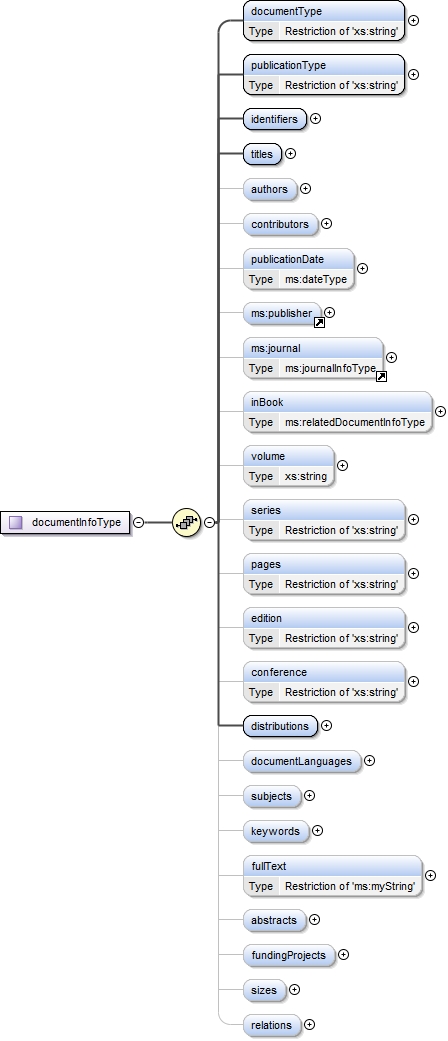 documentType
Type Restriction of 'xs:string'
publicationType
Type Restriction of 'xs:string'
identifiers
titles
authors
contributors
publicationDate
Type ms:dateType
ms:publisher
ms:journal
Type ms:journalInfoType
inBook
Type ms:relatedDocumentInfoType
volume
Type xs:string
documentInfoType
series
Type Restriction of 'xs:string'
pages
Type Restriction of 'xs:string'
edition
Type Restriction of 'xs:string'
conference
Type Restriction of 'xs:string'
distributions
documentLanguages
subjects
keywords
fullText
Type Restriction of 'ms:myString'
abstracts
fundingProjects
sizes
relations